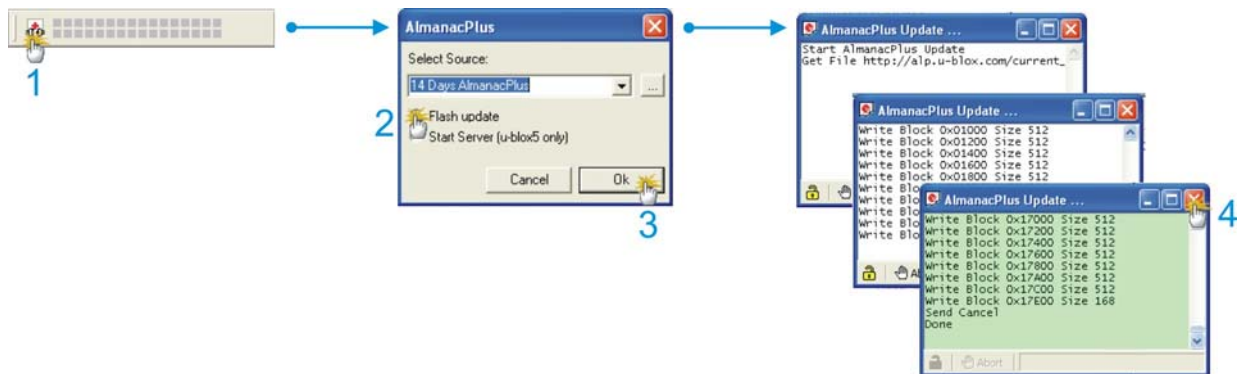 1
AlmanacPlus
Select Source:
14 Days AlmanacPlus
...
2
Flash update
Start Server (u-blox5 only)
Cancel
Ok
3
AlmanacPlus Update ...
Start AlmanacPlus Update
Get File http://alp.u-blox.com/current_
AlmanacPlus Update ...
Write Block 0x01000 Size 512
Write Block 0x01200 Size 512
Write Block 0x01400 Size 512
Write Block 0x01600 Size 512
Write Block 0x01800 Size 512
Write
Write
Write
Write
Write
AlmanacPlus Update ...
4
Write Block 0x17000 Size 512
Write Block 0x17200 Size 512
Write Block 0x17400 Size 512
Write Block 0x17600 Size 512
Write Block 0x17800 Size 512
Write Block 0x17A00 Size 512
Write Block 0x17C00 Size 512
Write Block 0x17E00 Size 168
Send Cancel
Done
Abort